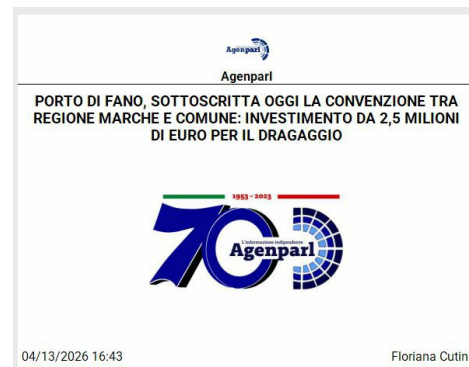 Agenparl
Agenparl
PORTO DI FANO, SOTTOSCRITTA OGGI LA CONVENZIONE TRA
REGIONE MARCHE E COMUNE: INVESTIMENTO DA 2,5 MILIONI
DI EURO PER IL DRAGAGGIO
1953 - 2023
70
L'informazione indipendente
Agenparl
04/13/2026 16:43
Floriana Cutin